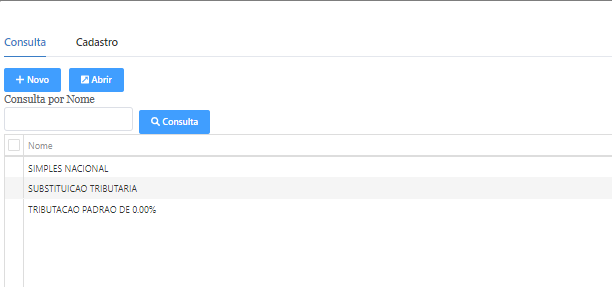 Consulta Cadastro
Novo Abrir
Consulta por Nome
Consulta
Nome
SIMPLES NACIONAL
SUBSTITUICAO TRIBUTARIA
TRIBUTACAO PADRAO DE 0.00%